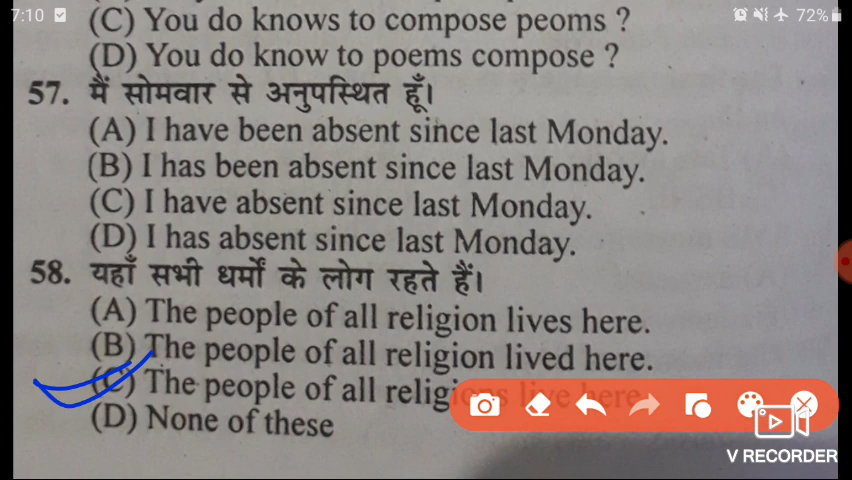 7:10
72%
(C) You do knows to compose peoms ?
(D) You do know to poems compose ?
57. मैं सोमवार से अनुपस्थित हूँ।
(A) I have been absent since last Monday.
(B) I has been absent since last Monday.
(C) I have absent since last Monday.
(D) I has absent since last Monday.
58. यहाँ सभी धर्मों के लोग रहते हैं।
(A) The people of all religion lives here.
(B) The people of all religion lived here.
(C) The people of all religions live here
(D) None of these
V RECORDER